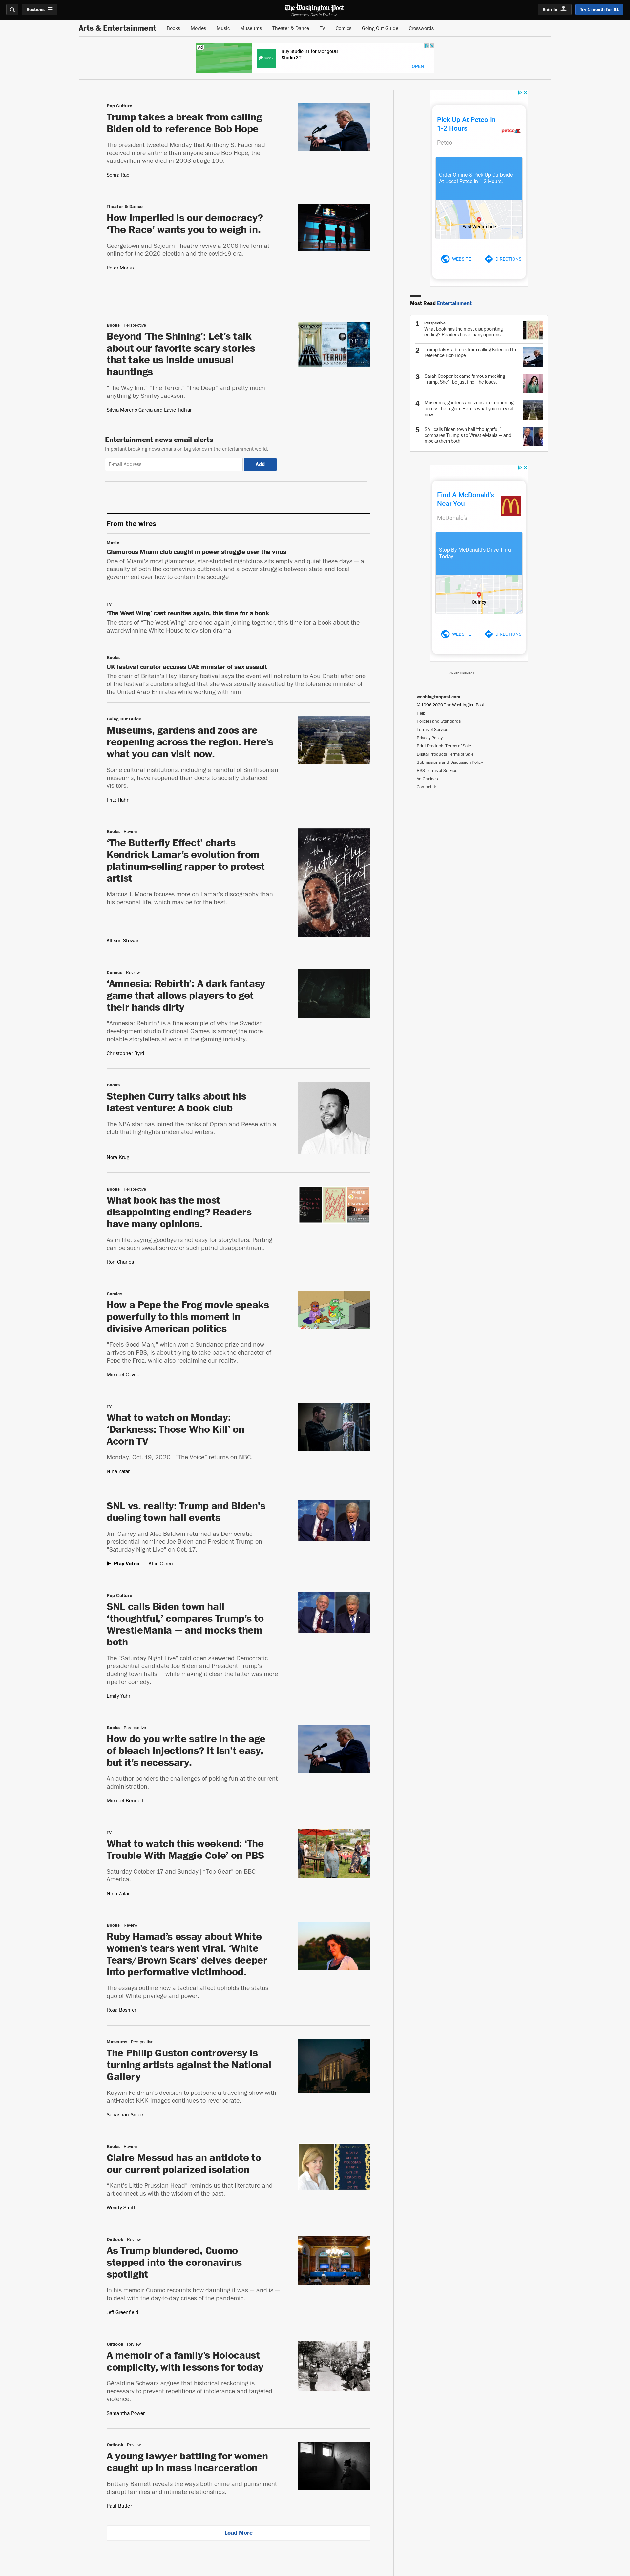 Sections
The Washington Post
Democracy Dies in Darkness
Sign In
Try 1 month for $1
Arts & Entertainment
Books
Movies
Music
Museums
Theater & Dance
TV
Comics
Going Out Guide
Crosswords
Ad
Buy Studio 3T for MongoDB
Studio 3T
OPEN
Pop Culture
Trump takes a break from calling
Biden old to reference Bob Hope
The president tweeted Monday that Anthony S. Fauci had
received more airtime than anyone since Bob Hope, the
vaudevillian who died in 2003 at age 100.
Sonia Rao
Theater & Dance
How imperiled is our democracy?
‘The Race’ wants you to weigh in.
Georgetown and Sojourn Theatre revive a 2008 live format
online for the 2020 election and the covid-19 era.
Peter Marks
Books Perspective
Beyond ‘The Shining’: Let’s talk
about our favorite scary stories
that take us inside unusual
hauntings
“The Way Inn,” “The Terror,” “The Deep” and pretty much
anything by Shirley Jackson.
Silvia Moreno-Garcia and Lavie Tidhar
Entertainment news email alerts
Important breaking news emails on big stories in the entertainment world.
E-mail Address
Add
From the wires
Music
Glamorous Miami club caught in power struggle over the virus
One of Miami’s most glamorous, star-studded nightclubs sits empty and quiet these days — a
casualty of both the coronavirus outbreak and a power struggle between state and local
government over how to contain the scourge
TV
‘The West Wing’ cast reunites again, this time for a book
The stars of “The West Wing” are once again joining together, this time for a book about the
award-winning White House television drama
Books
UK festival curator accuses UAE minister of sex assault
The chair of Britain’s Hay literary festival says the event will not return to Abu Dhabi after one
of the festival’s curators alleged that she was sexually assaulted by the tolerance minister of
the United Arab Emirates while working with him
Going Out Guide
Museums, gardens and zoos are
reopening across the region. Here’s
what you can visit now.
Some cultural institutions, including a handful of Smithsonian
museums, have reopened their doors to socially distanced
visitors.
Fritz Hahn
Books Review
‘The Butterfly Effect’ charts
Kendrick Lamar’s evolution from
platinum-selling rapper to protest
artist
Marcus J. Moore focuses more on Lamar’s discography than
his personal life, which may be for the best.
Allison Stewart
the
Butterfly
Effect
Comics Review
‘Amnesia: Rebirth’: A dark fantasy
game that allows players to get
their hands dirty
“Amnesia: Rebirth” is a fine example of why the Swedish
development studio Frictional Games is among the more
notable storytellers at work in the gaming industry.
Christopher Byrd
Books
Stephen Curry talks about his
latest venture: A book club
The NBA star has joined the ranks of Oprah and Reese with a
club that highlights underrated writers.
Nora Krug
Books Perspective
What book has the most
disappointing ending? Readers
have many opinions.
As in life, saying goodbye is not easy for storytellers. Parting
can be such sweet sorrow or such putrid disappointment.
Ron Charles
Comics
How a Pepe the Frog movie speaks
powerfully to this moment in
divisive American politics
“Feels Good Man,” which won a Sundance prize and now
arrives on PBS, is about trying to take back the character of
Pepe the Frog, while also reclaiming our reality.
Michael Cavna
TV
What to watch on Monday:
‘Darkness: Those Who Kill’ on
Acorn TV
Monday, Oct. 19, 2020 | “The Voice” returns on NBC.
Nina Zafar
SNL vs. reality: Trump and Biden's
dueling town hall events
Jim Carrey and Alec Baldwin returned as Democratic
presidential nominee Joe Biden and President Trump on
“Saturday Night Live” on Oct. 17.
Play Video · Allie Caren
Pop Culture
SNL calls Biden town hall
‘thoughtful,’ compares Trump’s to
WrestleMania — and mocks them
both
The “Saturday Night Live” cold open skewered Democratic
presidential candidate Joe Biden and President Trump’s
dueling town halls — while making it clear the latter was more
ripe for comedy.
Emily Yahr
Books Perspective
How do you write satire in the age
of bleach injections? It isn’t easy,
but it’s necessary.
An author ponders the challenges of poking fun at the current
administration.
Michael Bennett
TV
What to watch this weekend: ‘The
Trouble With Maggie Cole’ on PBS
Saturday October 17 and Sunday | “Top Gear” on BBC
America.
Nina Zafar
Books Review
Ruby Hamad’s essay about White
women’s tears went viral. ‘White
Tears/Brown Scars’ delves deeper
into performative victimhood.
The essays outline how a tactical affect upholds the status
quo of White privilege and power.
Rosa Boshier
Museums Perspective
The Philip Guston controversy is
turning artists against the National
Gallery
Kaywin Feldman’s decision to postpone a traveling show with
anti-racist KKK images continues to reverberate.
Sebastian Smee
Books Review
Claire Messud has an antidote to
our current polarized isolation
“Kant’s Little Prussian Head” reminds us that literature and
art connect us with the wisdom of the past.
Wendy Smith
Outlook Review
As Trump blundered, Cuomo
stepped into the coronavirus
spotlight
In his memoir Cuomo recounts how daunting it was — and is —
to deal with the day-to-day crises of the pandemic.
Jeff Greenfield
Outlook Review
A memoir of a family’s Holocaust
complicity, with lessons for today
Géraldine Schwarz argues that historical reckoning is
necessary to prevent repetitions of intolerance and targeted
violence.
Samantha Power
Outlook Review
A young lawyer battling for women
caught up in mass incarceration
Brittany Barnett reveals the ways both crime and punishment
disrupt families and intimate relationships.
Paul Butler
Load More
Pick Up At Petco In
1-2 Hours
Petco
petco
Order Online & Pick Up Curbside
At Local Petco In 1-2 Hours.
East Wenatchee
WEBSITE
DIRECTIONS
Most Read Entertainment
1 Perspective
What book has the most disappointing
ending? Readers have many opinions.
2 Trump takes a break from calling Biden old to
reference Bob Hope
3 Sarah Cooper became famous mocking
Trump. She’ll be just fine if he loses.
4 Museums, gardens and zoos are reopening
across the region. Here’s what you can visit
now.
5 SNL calls Biden town hall ‘thoughtful,’
compares Trump’s to WrestleMania — and
mocks them both
Find A McDonald's
Near You
McDonald's
Stop By McDonald's Drive Thru
Today
Quincy
WEBSITE
DIRECTIONS
ADVERTISEMENT
washingtonpost.com
© 1996-2020 The Washington Post
Help
Policies and Standards
Terms of Service
Privacy Policy
Print Products Terms of Sale
Digital Products Terms of Sale
Submissions and Discussion Policy
RSS Terms of Service
Ad Choices
Contact Us